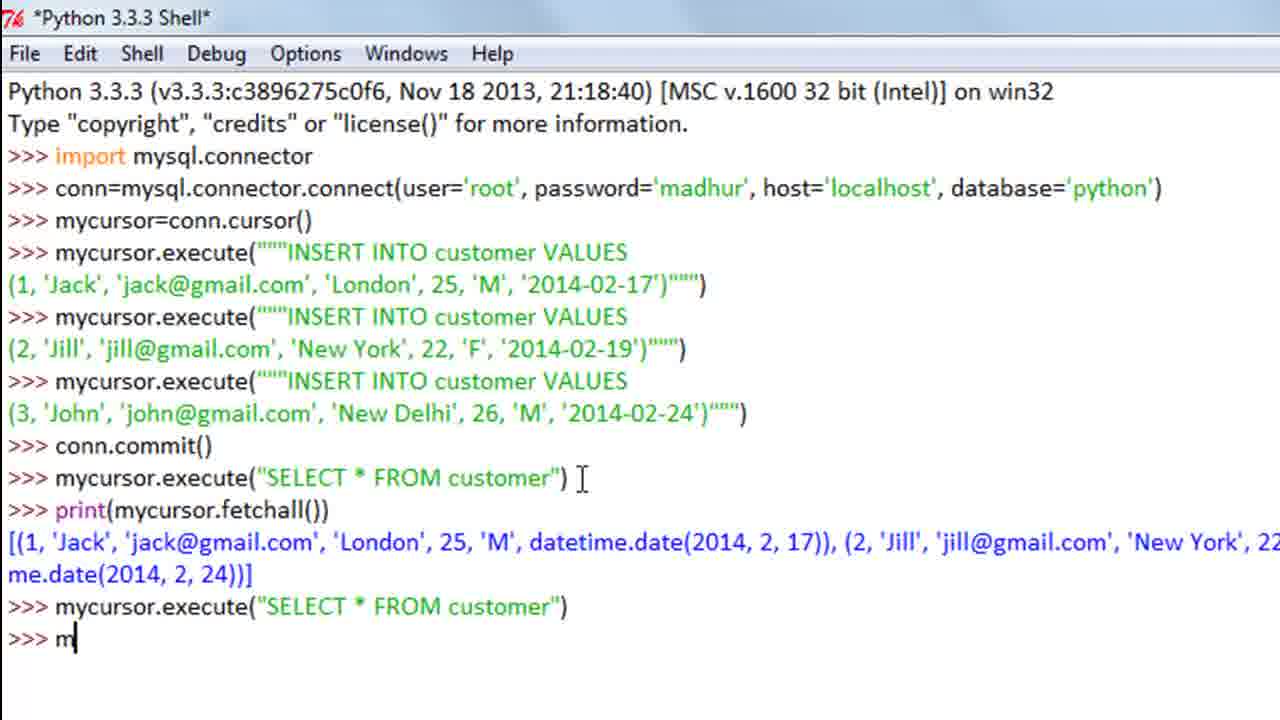 *Python 3.3.3 Shell*
File Edit Shell Debug Options Windows Help
Python 3.3.3 (v3.3.3:c3896275c0f6, Nov 18 2013, 21:18:40) [MSC v.1600 32 bit (Intel)] on win32
Type "copyright", "credits" or "license()" for more information.
>>> import mysql.connector
>>> conn=mysql.connector.connect(user='root', password='madhur', host='localhost', database='python')
>>> mycursor=conn.cursor()
>>> mycursor.execute("""INSERT INTO customer VALUES
(1, 'Jack', 'jack@gmail.com', 'London', 25, 'M', '2014-02-17')""")
>>> mycursor.execute("""INSERT INTO customer VALUES
(2, 'Jill', 'jill@gmail.com', 'New York', 22, 'F', '2014-02-19')""")
>>> mycursor.execute("""INSERT INTO customer VALUES
(3, 'John', 'john@gmail.com', 'New Delhi', 26, 'M', '2014-02-24')""")
>>> conn.commit()
>>> mycursor.execute("SELECT * FROM customer")
>>> print(mycursor.fetchall())
[(1, 'Jack', 'jack@gmail.com', 'London', 25, 'M', datetime.date(2014, 2, 17)), (2, 'Jill', 'jill@gmail.com', 'New York', 22
me.date(2014, 2, 24))]
>>> mycursor.execute("SELECT * FROM customer")
>>> m